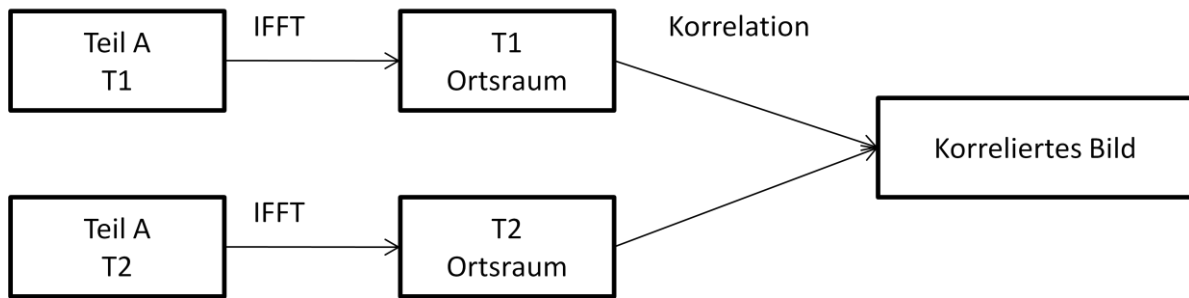 Teil A
T1
IFFT
T1
Ortsraum
Korrelation
Korreliertes Bild
Teil A
T2
IFFT
T2
Ortsraum